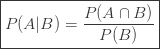 P(A|B) = P(A ∩ B) / P(B)